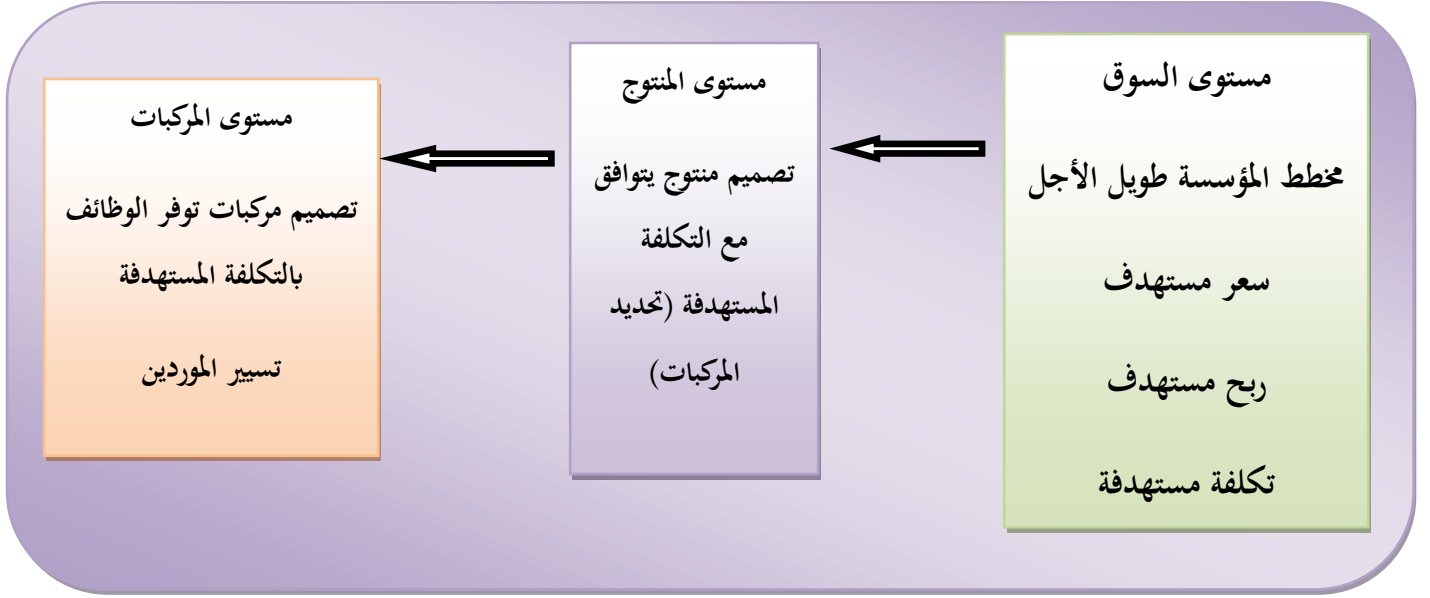 مستوى السوق
مخطط المؤسسة طويل الأجل
سعر مستهدف
ربح مستهدف
تكلفة مستهدفة
مستوى المنتوج
تصميم منتوج يتوافق
مع التكلفة
المستهدفة (تحديد
المركبات)
مستوى المركبات
تصميم مركبات توفر الوظائف
بالتكلفة المستهدفة
تسيير الموردين